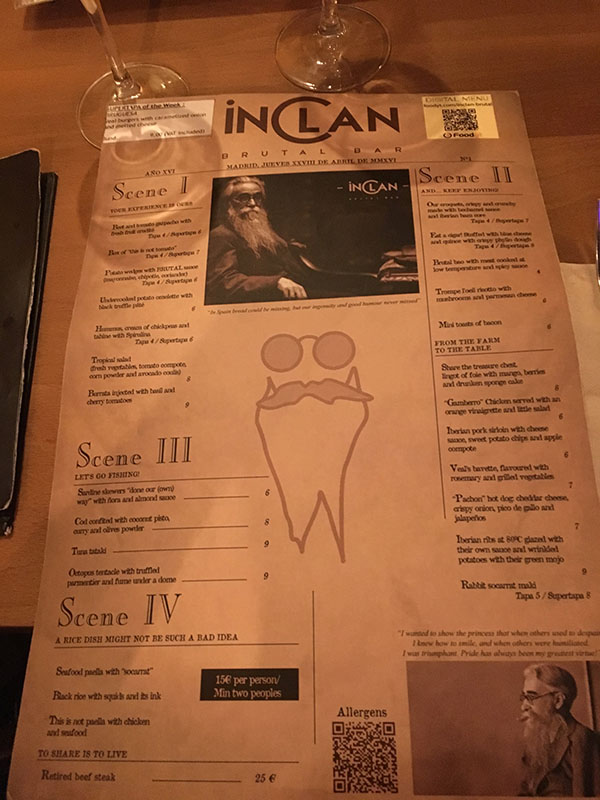 SUPERTAPA of the Week :
eal burgers with caramelized onion
and melted cheese
9,00 (VAT included)
iNCLAN
BRUTAL BAR
DIGITAL MENU
Food
MADRID, JUEVES XXVIII DE ABRIL DE MMXVI
AÑO XVI
Nº1
Scene I
YOUR EXPERIENCE IS OURS
Beet and tomato gazpacho with
fresh fruit crudités
Tapa 4 / Supertapa 6
Box of "this is not tomato"
Tapa 4 / Supertapa 7
Potato wedges with BRUTAL sauce
(mayonnaise, chipotle, coriander)
6
Undercooked potato omelette with
black truffle pâté
6
Hummus, cream of chickpeas and
tahine with Spirulina
Tapa 4 / Supertapa 6
Tropical salad
(fresh vegetables, tomato compote,
corn powder and avocado coulis)
8
Burrata injected with basil and
cherry tomatoes
9
- iNCLAN -
BRUTAL BAR
"In Spain bread could be missing, but our ingenuity and good humour never missed"
Scene II
AND... KEEP ENJOYING!
Our croquets, crispy and crunchy
made with bechamel sauce
and Iberian ham core
Tapa 4 / Supertapa 7
Eat a cigar! Stuffed with blue cheese
and quince with crispy phyllo dough
Tapa 4 / Supertapa 6
Brutal bao with roast cooked at
low temperature and spicy sauce
4
Trompe l'oeil risotto with
mushrooms and parmesan cheese
6
Mini toasts of bacon
6
FROM THE FARM
TO THE TABLE
Share the treasure chest,
lingot of foie with mango, berries
and drunken sponge cake
8
"Gamberro" Chicken served with an
orange vinaigrette and little salad
6
Iberian pork sirloin with cheese
sauce, sweet potato chips and apple
compote
6
Veal's bavette, flavoured with
rosemary and grilled vegetables
7
"Pachon" hot dog: cheddar cheese,
crispy onion, pico de gallo and
jalapeños
7
Iberian ribs at 80ºC glazed with
their own sauce and wrinkled
potatoes with their green mojo
9
Rabbit socarrat maki
Tapa 5 / Supertapa 8
Scene III
LET'S GO FISHING!
Sardine skewers "done our (own)
way" with ñora and almond sauce 6
Cod confited with coconut pisto,
curry and olives powder 8
Tuna tataki 9
Octopus tentacle with truffled
parmentier and fume under a dome 9
Scene IV
A RICE DISH MIGHT NOT BE SUCH A BAD IDEA
Seafood paella with "socarrat"
Black rice with squids and its ink
This is not paella with chicken
and seafood
15€ per person/
Min two peoples
TO SHARE IS TO LIVE
Retired beef steak 25 €
Allergens
"I wanted to show the princess that when others used to despair
I knew how to smile, and when others were humiliated,
I was triumphant. Pride has always been my greatest virtue"